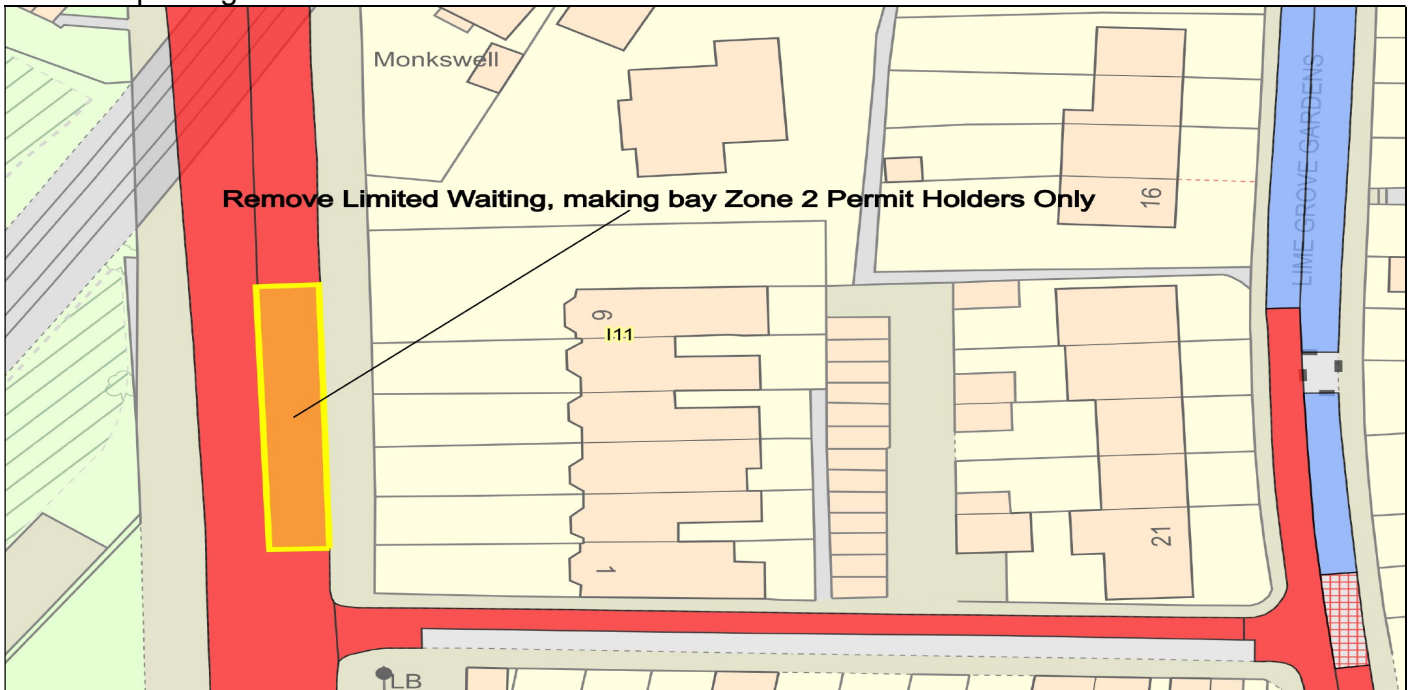 Monkswell
LIME GROVE GARDENS
Remove Limited Waiting, making bay Zone 2 Permit Holders Only
16
6
I11
21
1
LB